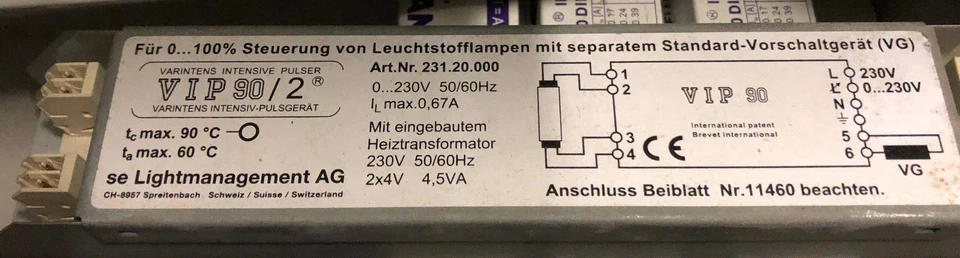 Für 0...100% Steuerung von Leuchtstofflampen mit separatem Standard-Vorschaltgerät (VG)
VARINTENS INTENSIVE PULSER
VIP 90/2 ®
VARINTENS INTENSIV-PULSGERÄT
tc max. 90 °C
ta max. 60 °C
se Lightmanagement AG
CH-8957 Spreitenbach Schweiz / Suisse / Switzerland
Art.Nr. 231.20.000
0...230V 50/60Hz
IL max.0,67A
Mit eingebautem
Heiztransformator
230V 50/60Hz
2x4V 4,5VA
1
2
3
4
VIP 90
International patent
Brevet international
CE
L 230V
Ł 0...230V
N
5
6
VG
Anschluss Beiblatt Nr.11460 beachten.